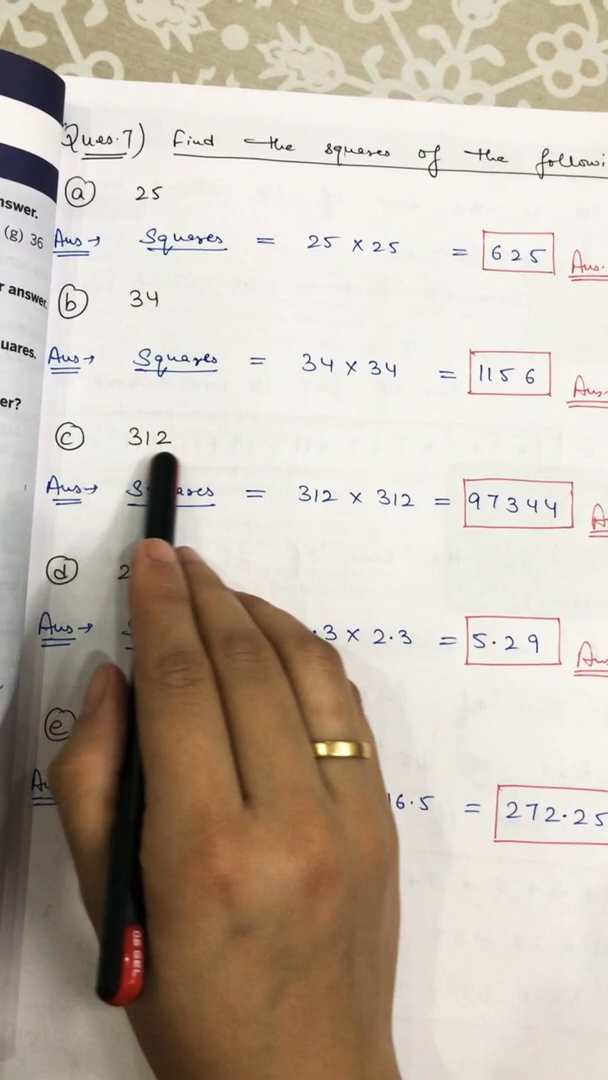 nswer.
(g) 36
r answer.
uares.
er?
Ques.7) Find the squares of the
(a) 25
Ans → Squares = 25 × 25 = 625 Ans.
(b) 34
Ans → Squares = 34 × 34 = 1156
(c) 312
Ans → Squares = 312 × 312 = 97344
(d) 2
Ans → .3 × 2.3 = 5.29
(e)
16.5 = 272.25
GEL